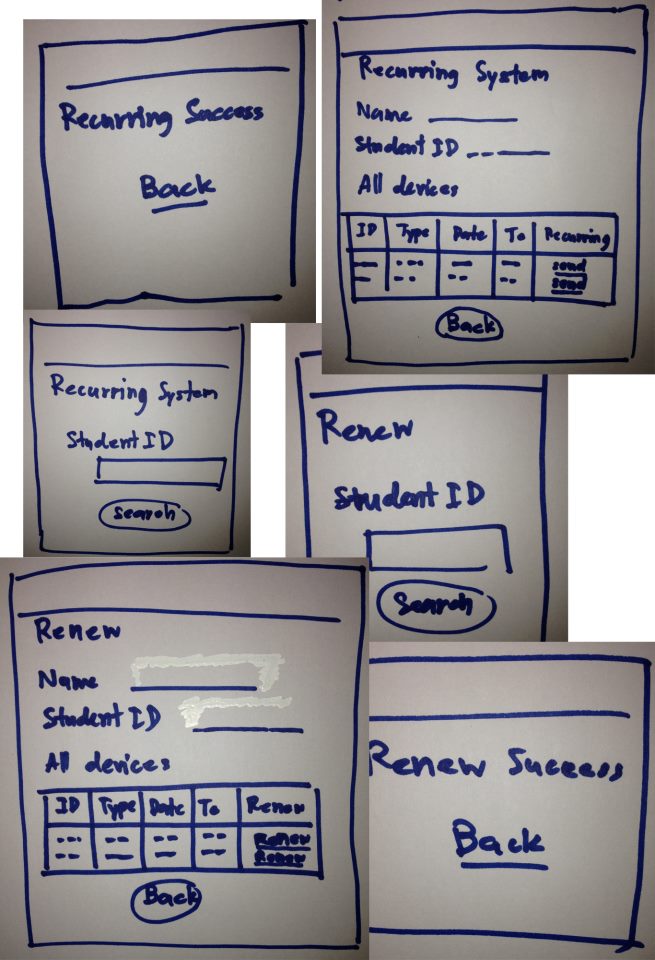 Recurring Success
Back
Recurring System
Name
Student ID
All devices
ID Type Date To Recurring
send
send
Back
Recurring System
Student ID
Search
Renew
Student ID
Search
Renew
Name
Student ID
All devices
ID Type Date To Renew
Renew
Renew
Back
Renew Success
Back